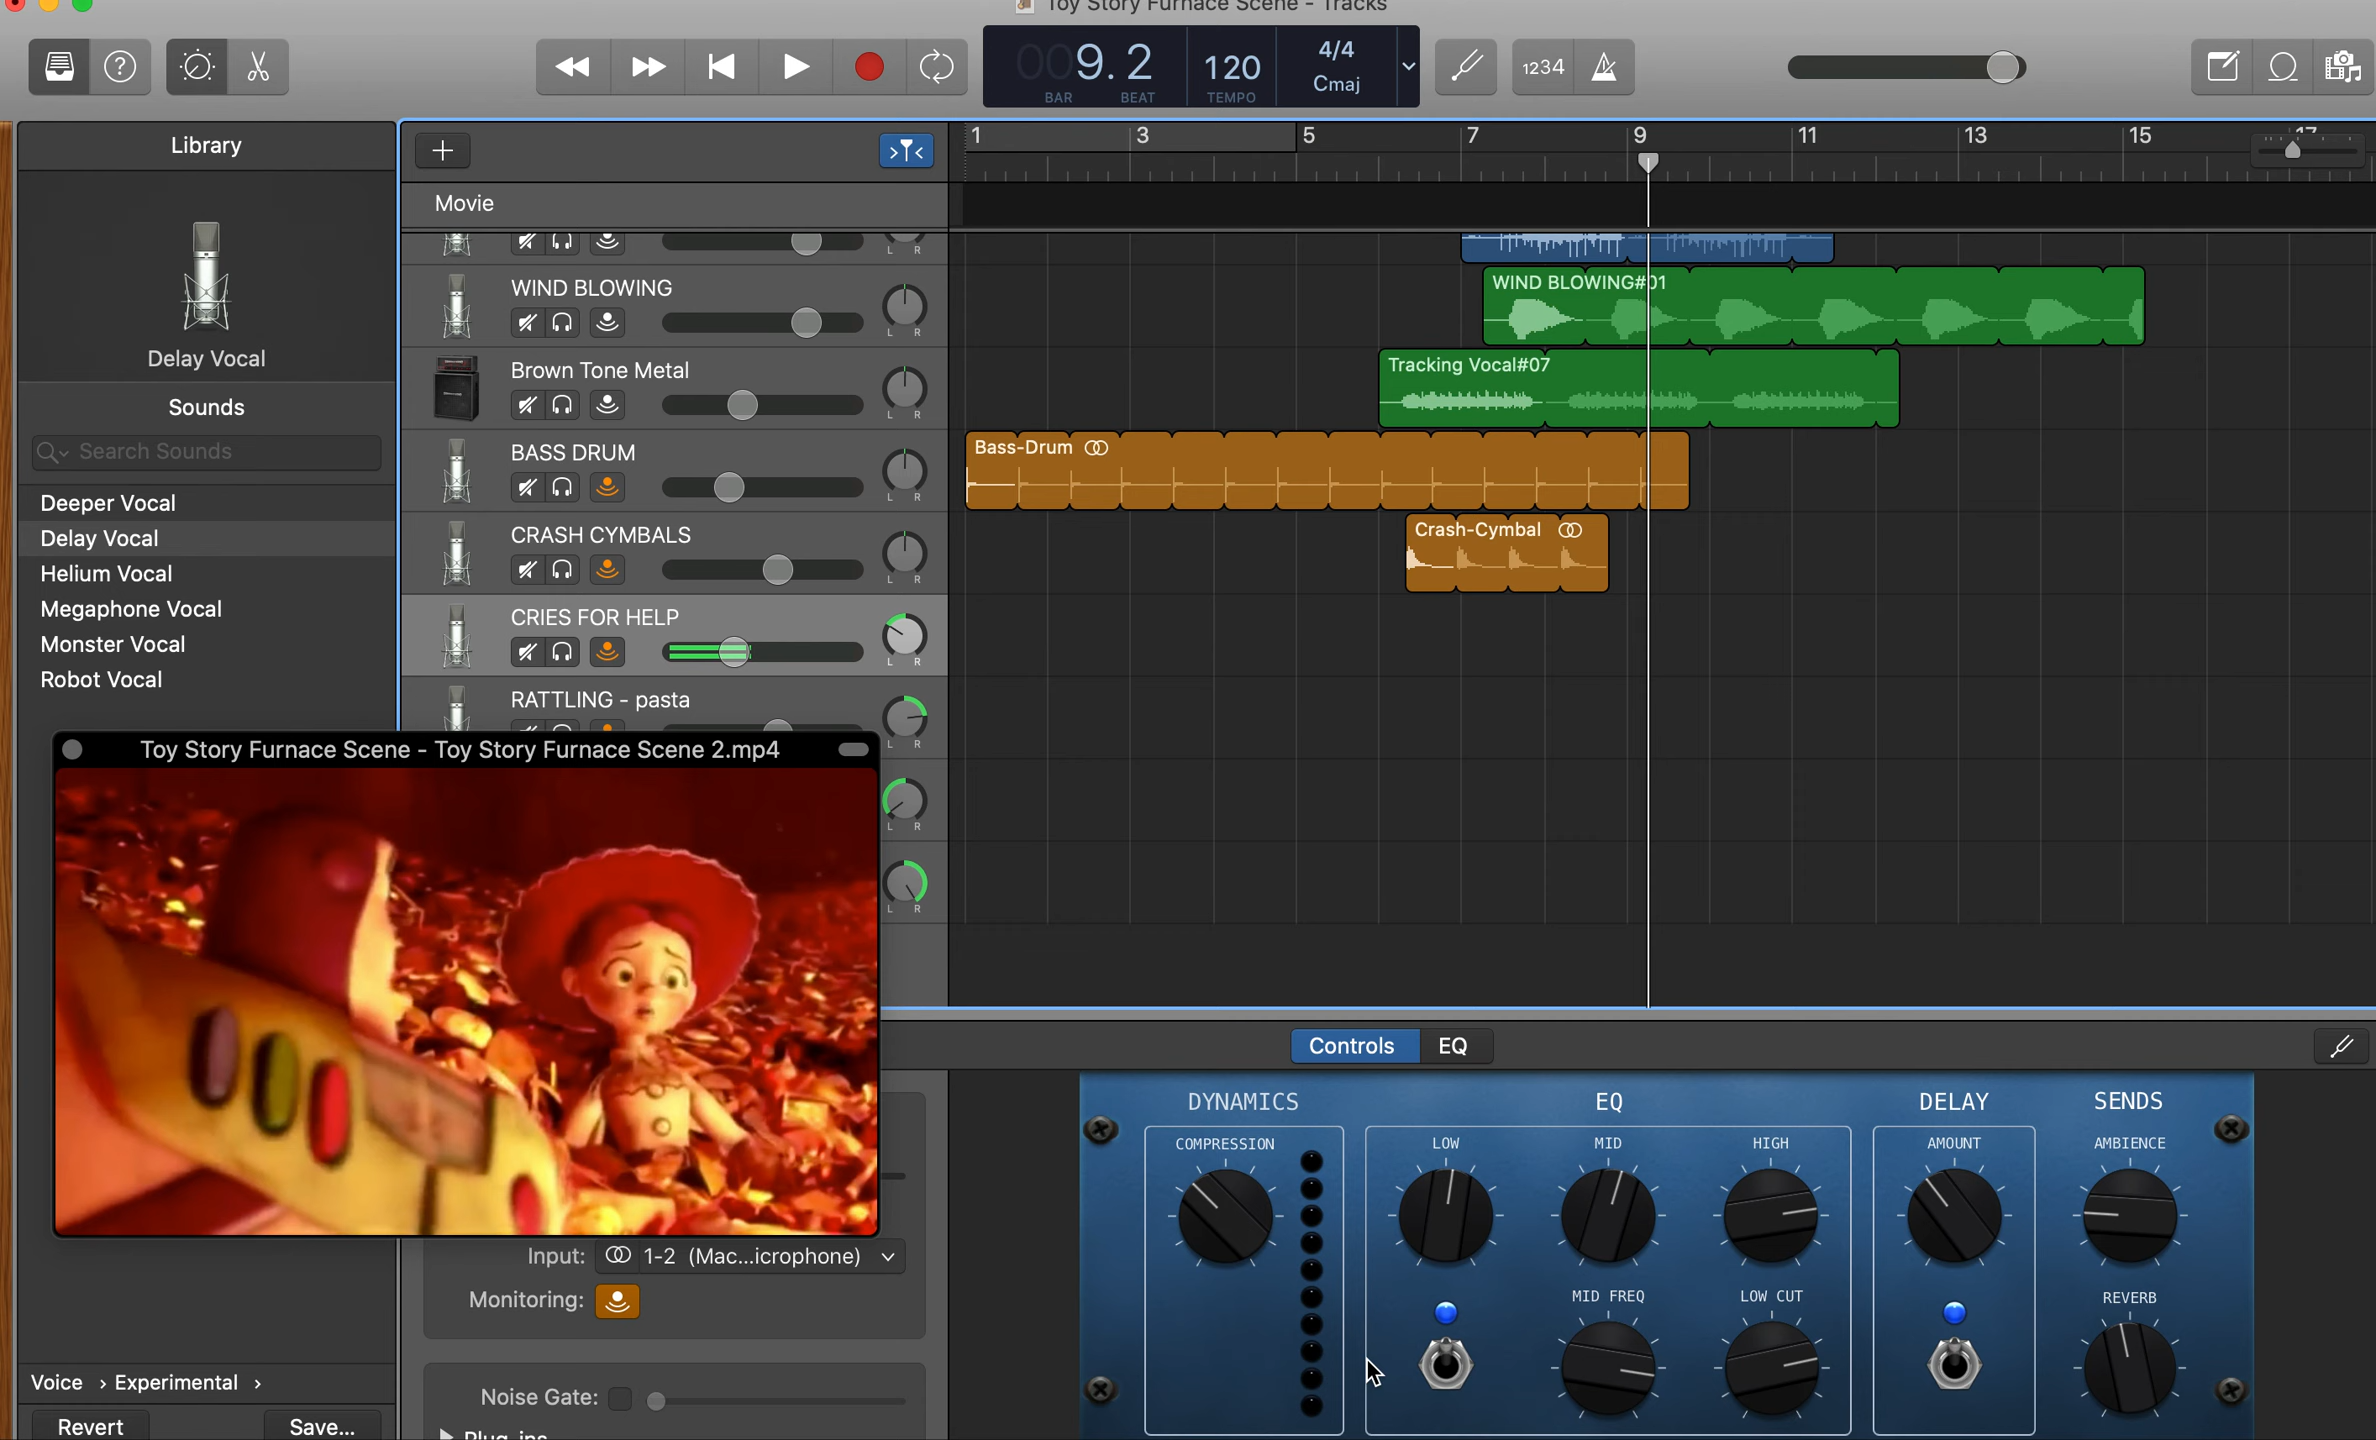 Toy Story Furnace Scene - Tracks
009.2
120
4/4
Cmaj
BAR
BEAT
TEMPO
1234
Library
Delay Vocal
Sounds
Search Sounds
Deeper Vocal
Delay Vocal
Helium Vocal
Megaphone Vocal
Monster Vocal
Robot Vocal
1 3 5 7 9 11 13 15 17
Movie
L R
WIND BLOWING
L R
Brown Tone Metal
L R
BASS DRUM
L R
CRASH CYMBALS
L R
CRIES FOR HELP
L R
RATTLING - pasta
L R
L R
L R
WIND BLOWING#01
Tracking Vocal#07
Bass-Drum
Crash-Cymbal
Toy Story Furnace Scene - Toy Story Furnace Scene 2.mp4
Input: 1-2 (Mac...icrophone)
Monitoring:
Noise Gate:
Plug-ins
Voice › Experimental ›
Revert
Save...
Controls EQ
DYNAMICS
COMPRESSION
EQ
LOW MID HIGH
MID FREQ LOW CUT
DELAY
AMOUNT
SENDS
AMBIENCE
REVERB